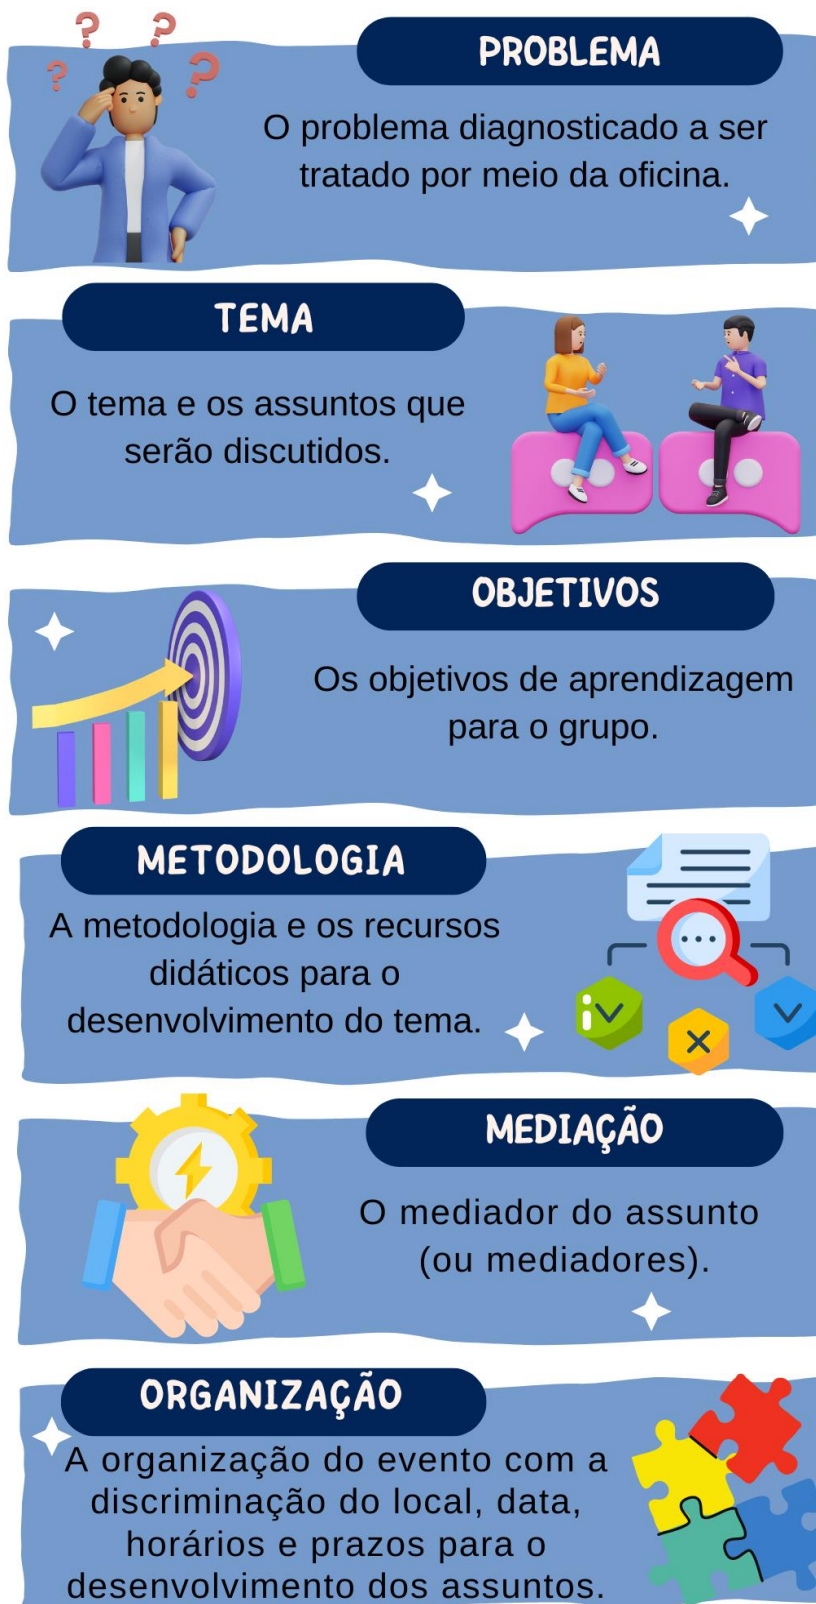 PROBLEMA
O problema diagnosticado a ser
tratado por meio da oficina.
TEMA
O tema e os assuntos que
serão discutidos.
OBJETIVOS
Os objetivos de aprendizagem
para o grupo.
METODOLOGIA
A metodologia e os recursos
didáticos para o
desenvolvimento do tema.
MEDIAÇÃO
O mediador do assunto
(ou mediadores).
ORGANIZAÇÃO
A organização do evento com a
discriminação do local, data,
horários e prazos para o
desenvolvimento dos assuntos.